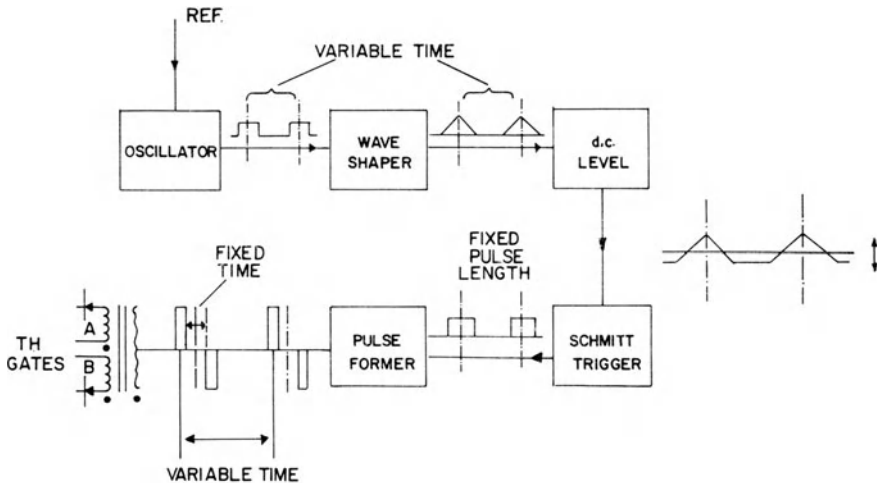 REF.
VARIABLE TIME
OSCILLATOR
WAVE
SHAPER
d.c.
LEVEL
FIXED
TIME
FIXED
PULSE
LENGTH
TH
GATES
A
B
PULSE
FORMER
SCHMITT
TRIGGER
VARIABLE TIME